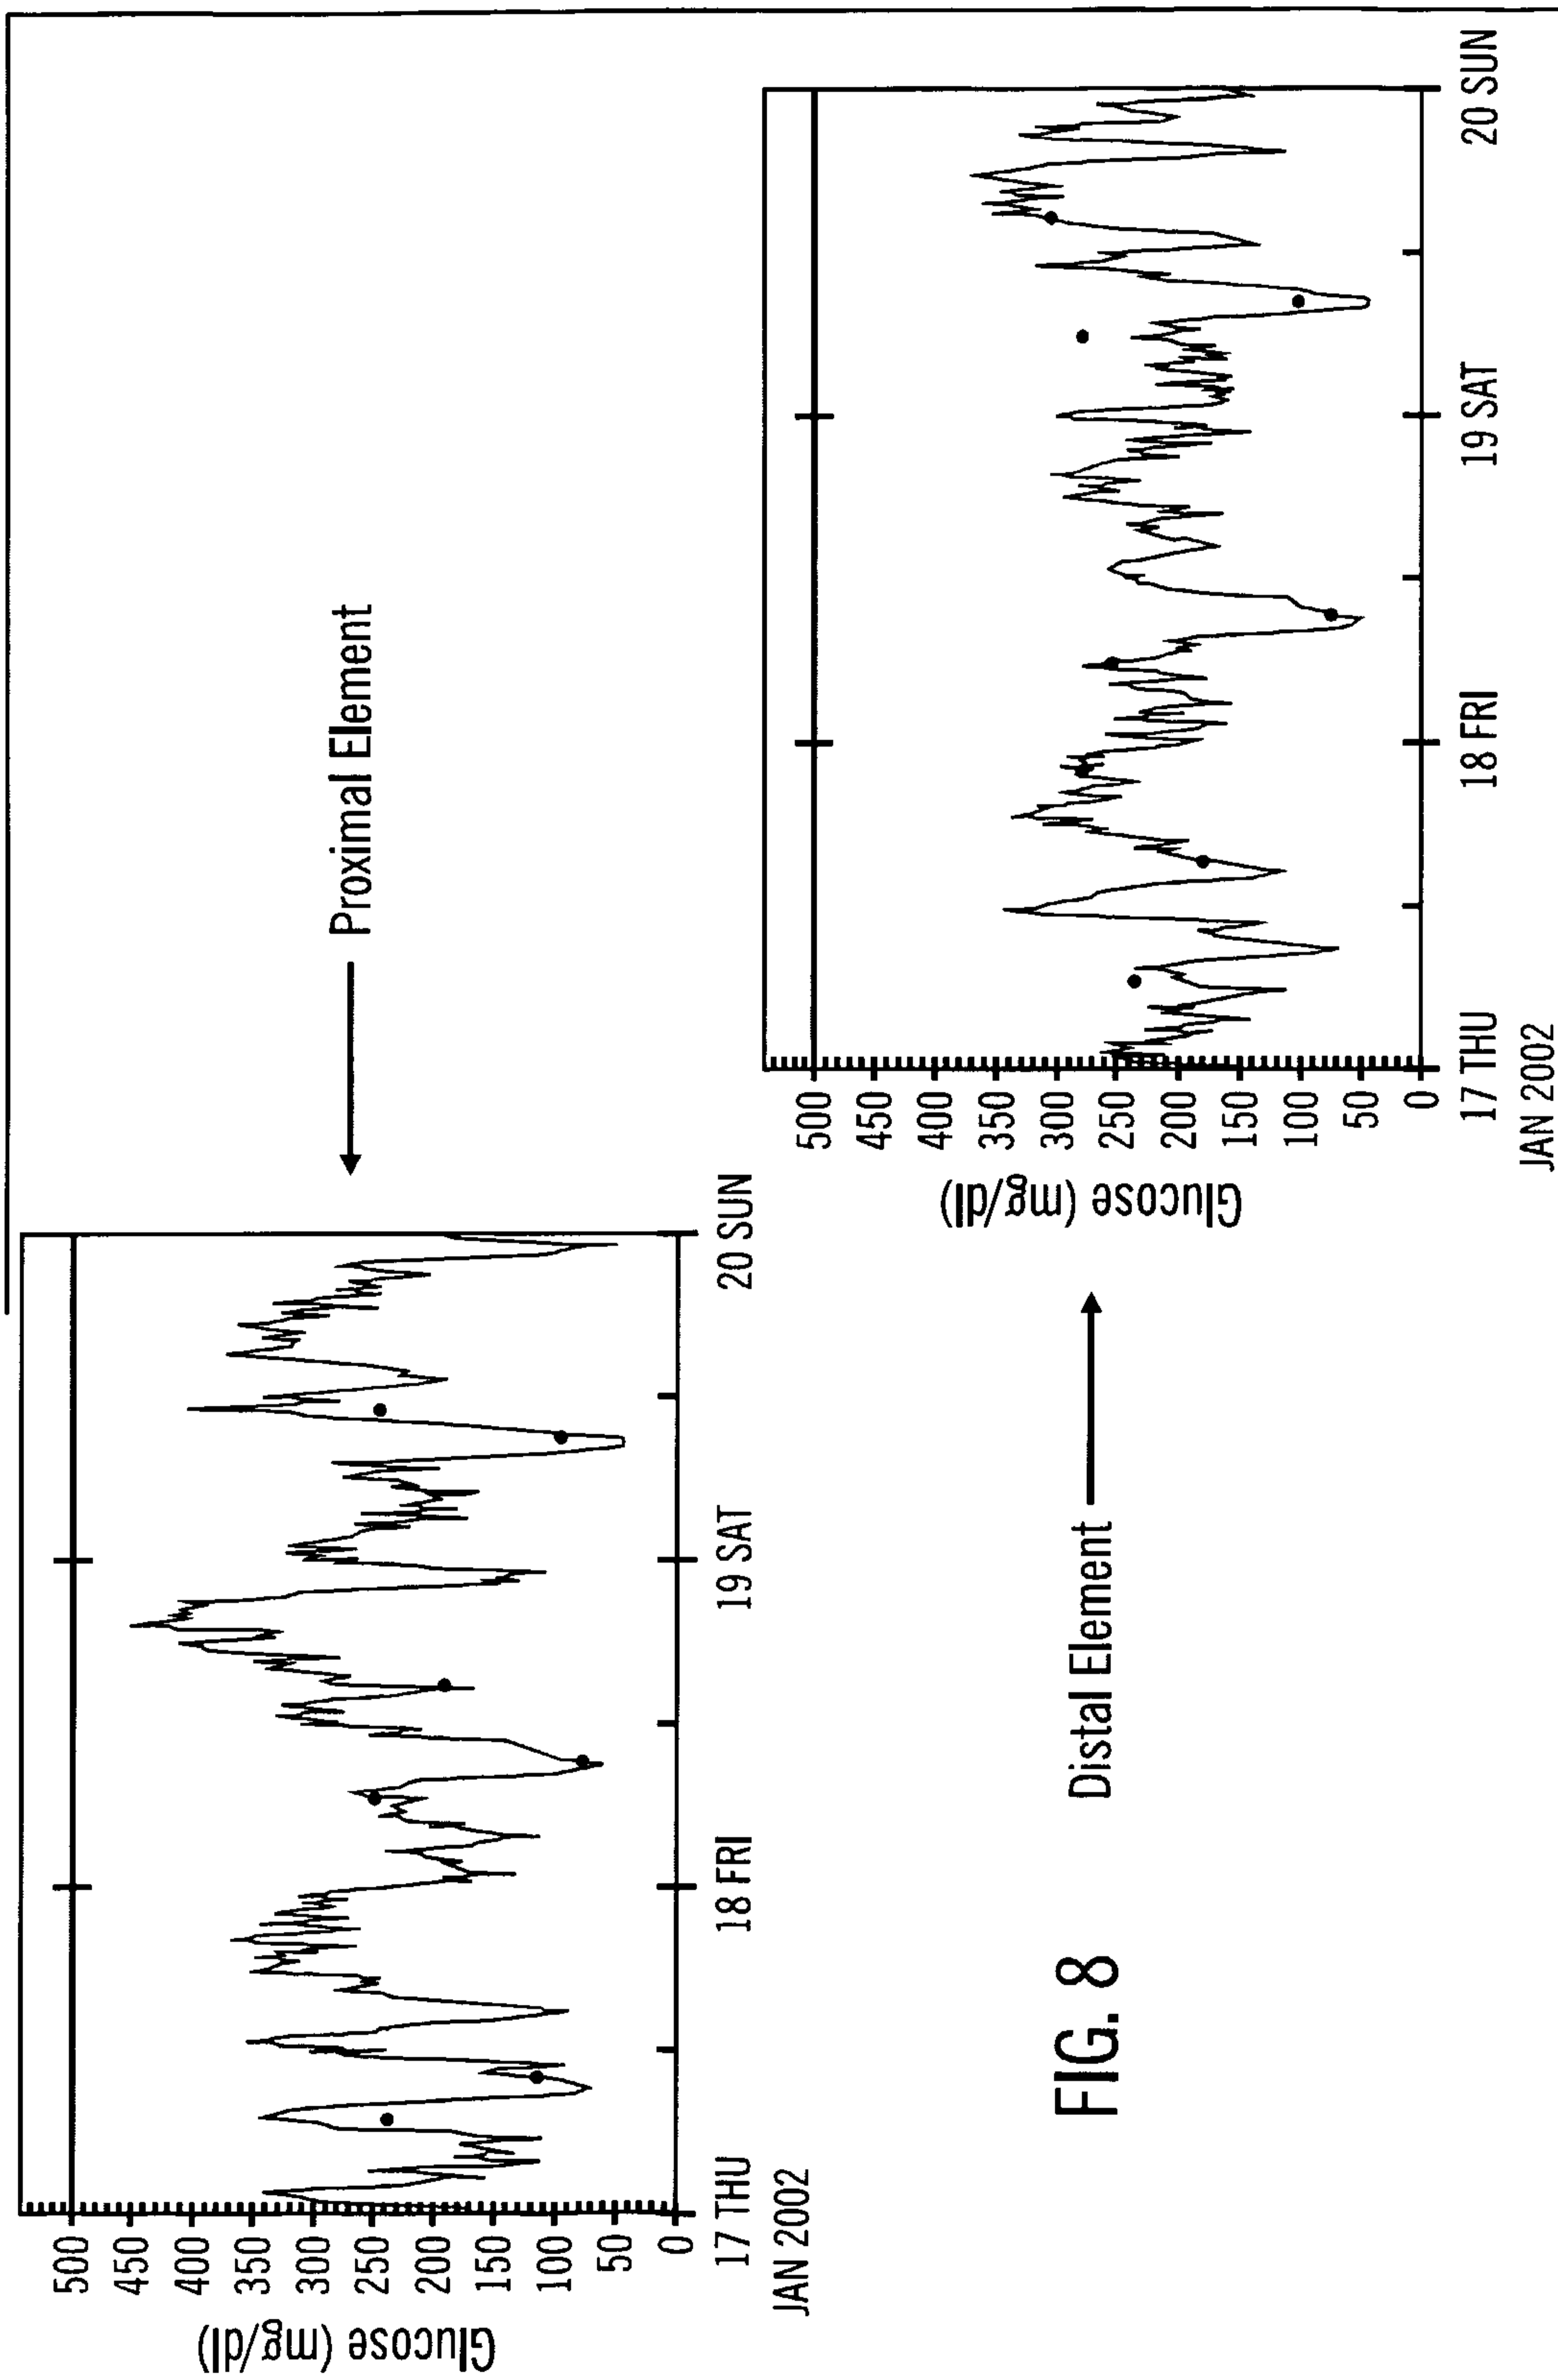 Glucose (mg/dl)
500
450
400
350
300
250
200
150
100
50
0
17 THU
18 FRI
19 SAT
20 SUN
JAN 2002
Proximal Element
FIG. 8
Distal Element
Glucose (mg/dl)
500
450
400
350
300
250
200
150
100
50
0
17 THU
18 FRI
19 SAT
20 SUN
JAN 2002